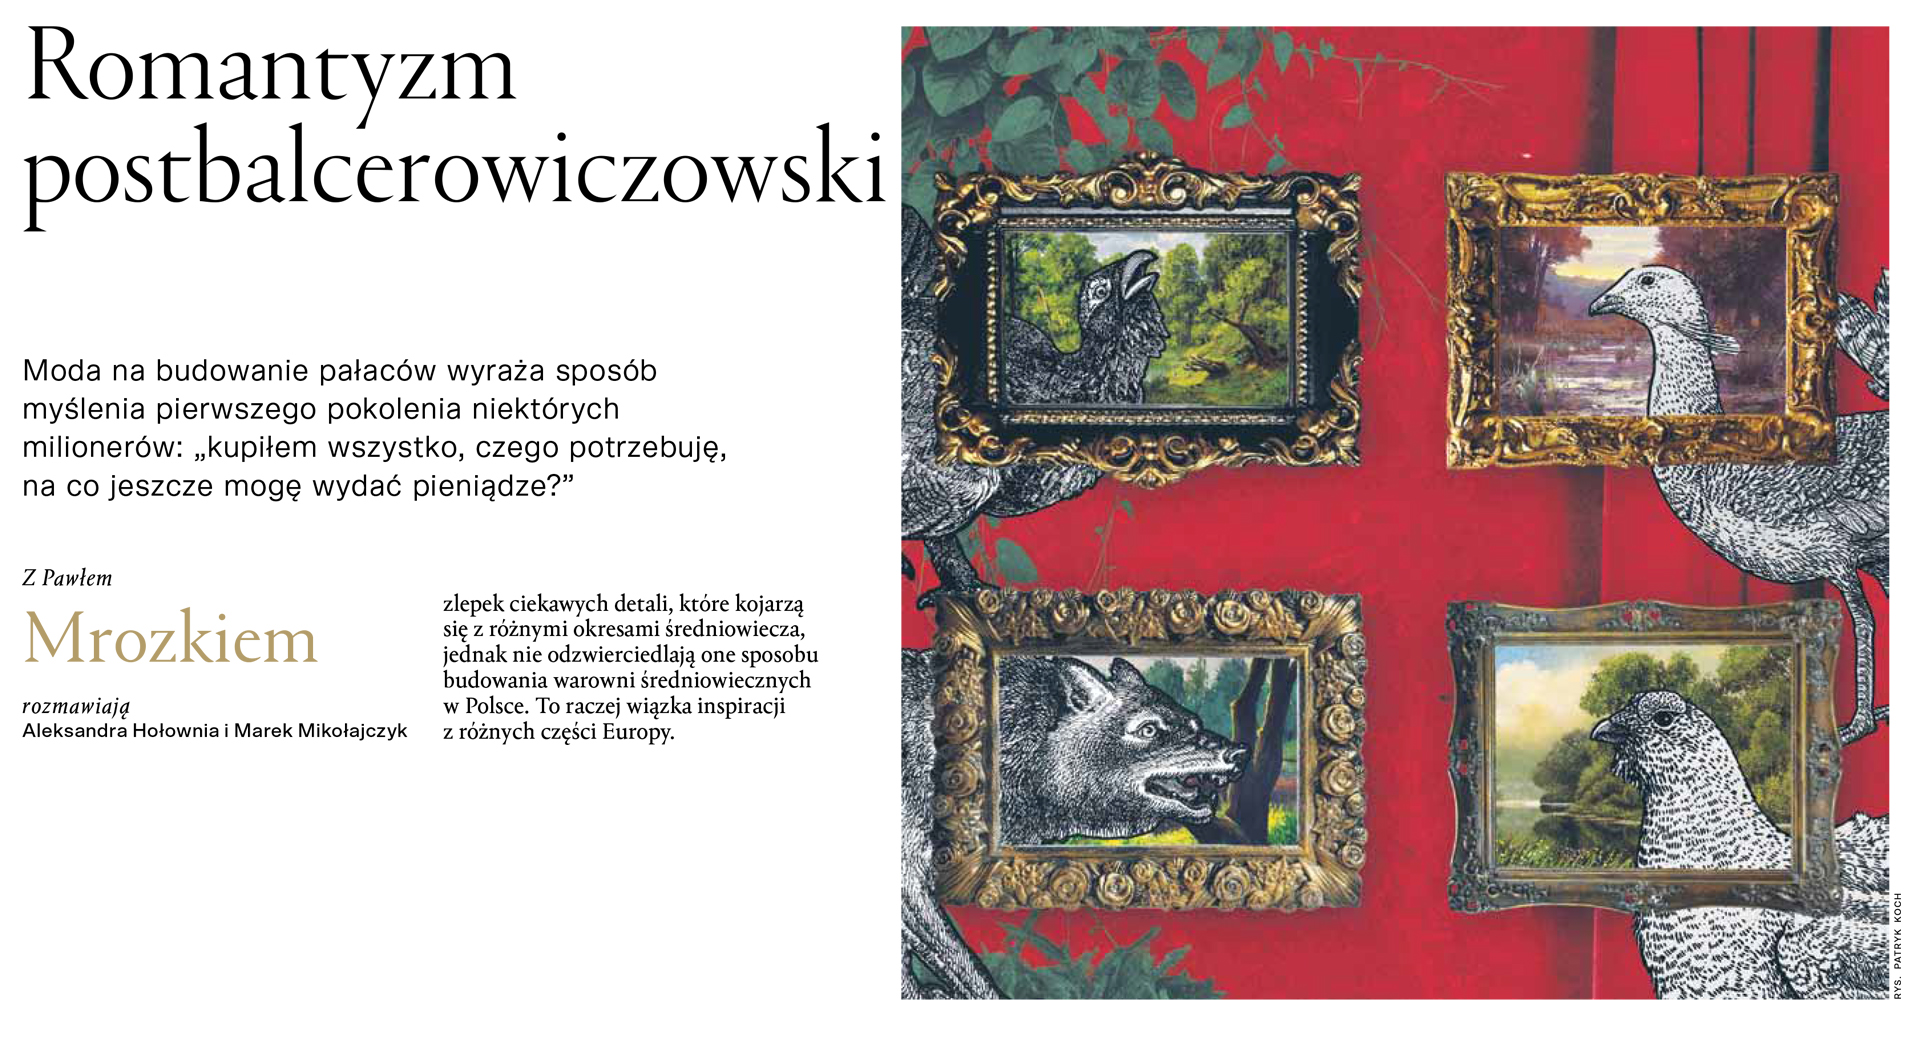 Romantyzm
postbalcerowiczowski
Moda na budowanie pałaców wyraża sposób
myślenia pierwszego pokolenia niektórych
milionerów: „kupiłem wszystko, czego potrzebuję,
na co jeszcze mogę wydać pieniądze?”
Z Pawłem
Mrozkiem
rozmawiają
Aleksandra Hołownia i Marek Mikołajczyk
zlepek ciekawych detali, które kojarzą
się z różnymi okresami średniowiecza,
jednak nie odzwierciedlają one sposobu
budowania warowni średniowiecznych
w Polsce. To raczej wiązka inspiracji
z różnych części Europy.
RYS. PATRYK KOCH